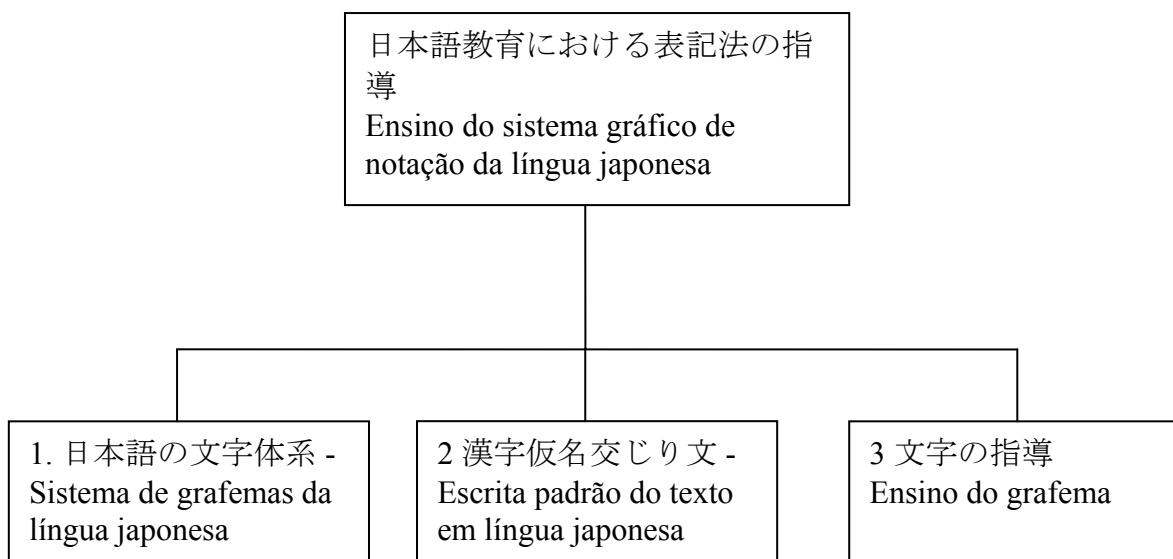 日本語教育における表記法の指
導
Ensino do sistema gráfico de
notação da língua japonesa
1. 日本語の文字体系 -
Sistema de grafemas da
língua japonesa
2 漢字仮名交じり文 -
Escrita padrão do texto
em língua japonesa
3 文字の指導
Ensino do grafema